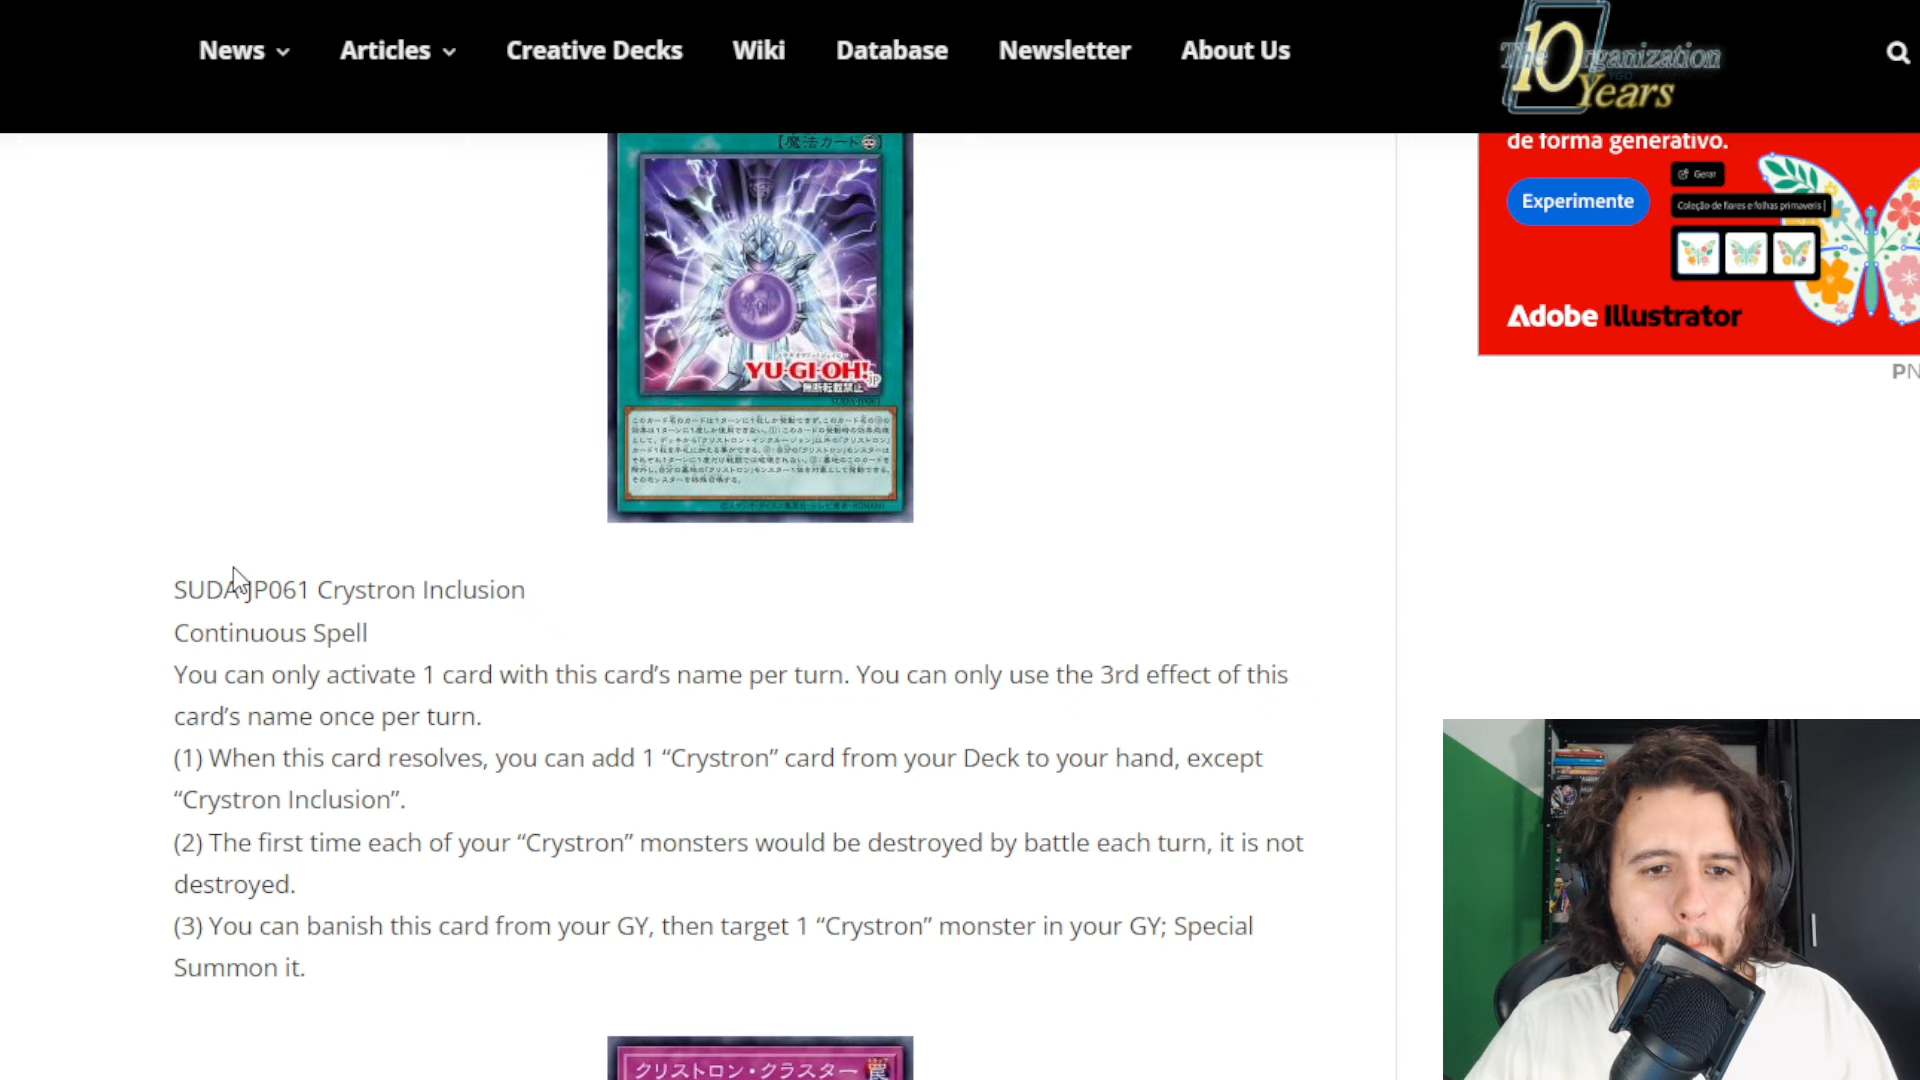 News
Articles
Creative Decks
Wiki
Database
Newsletter
About Us
The 10 Organization
YGO
Years
de forma generativo.
Gerar
Experimente
Coleção de flores e folhas primaveris
Adobe Illustrator
PN
【魔法カード】
YU-GI-OH!.jp
無断転載禁止
SUDA-JP061
SUDA-JP061 Crystron Inclusion
Continuous Spell
You can only activate 1 card with this card’s name per turn. You can only use the 3rd effect of this
card’s name once per turn.
(1) When this card resolves, you can add 1 “Crystron” card from your Deck to your hand, except
“Crystron Inclusion”.
(2) The first time each of your “Crystron” monsters would be destroyed by battle each turn, it is not
destroyed.
(3) You can banish this card from your GY, then target 1 “Crystron” monster in your GY; Special
Summon it.
クリストロン・クラスター
罠